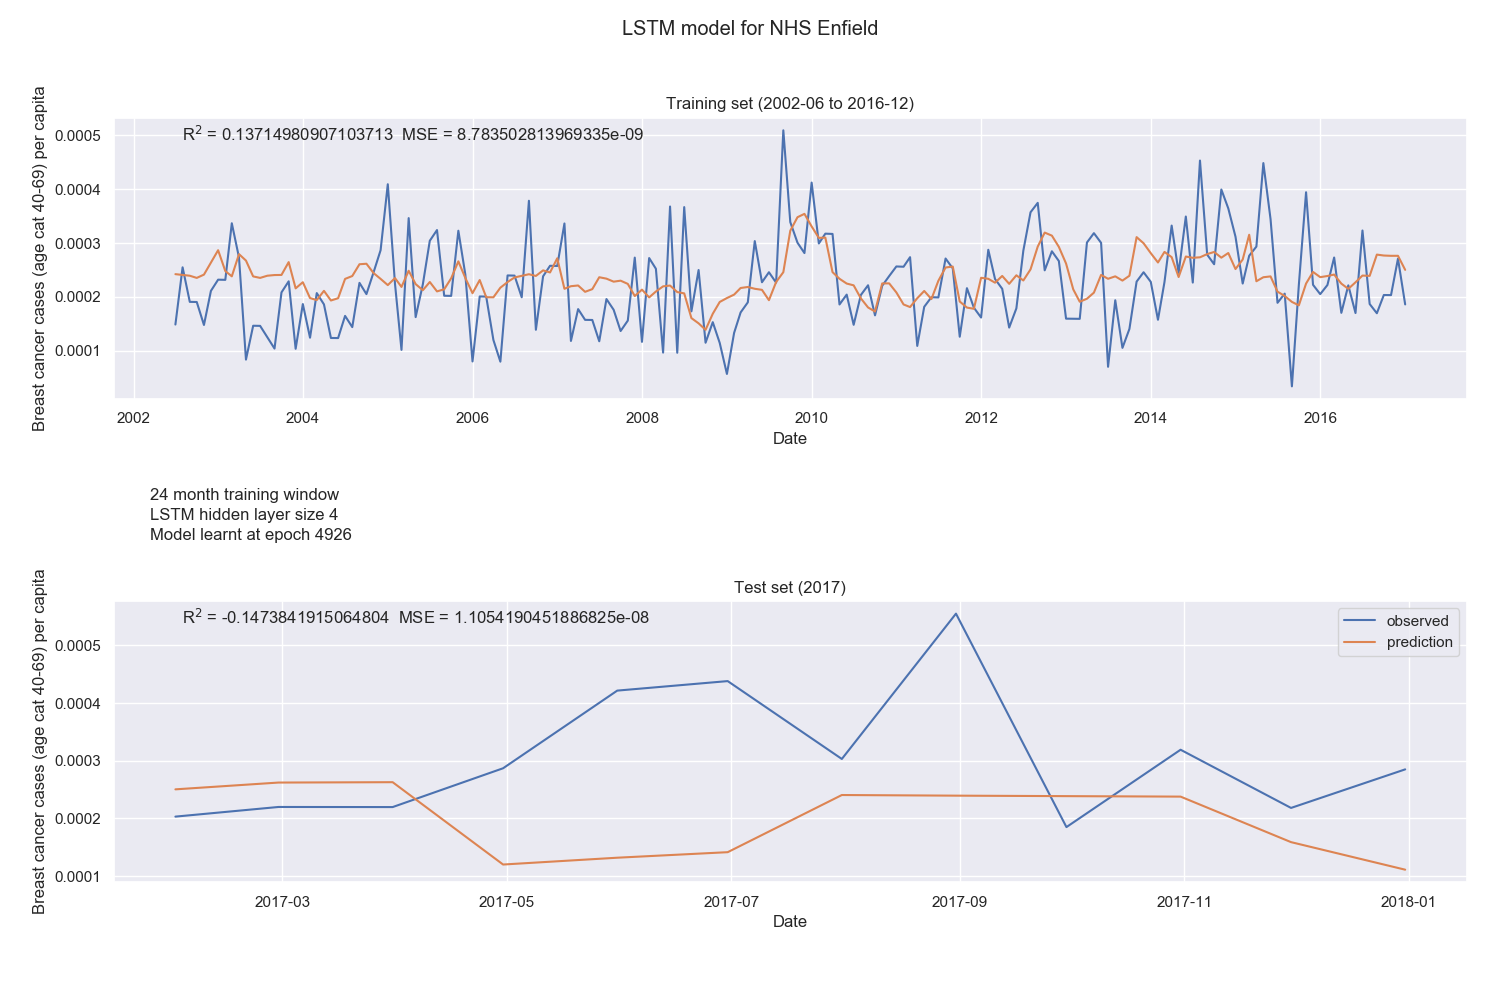 LSTM model for NHS Enfield
Training set (2002-06 to 2016-12)
R² = 0.13714980907103713 MSE = 8.783502813969335e-09
Breast cancer cases (age cat 40-69) per capita
0.0005
0.0004
0.0003
0.0002
0.0001
2002 2004 2006 2008 2010 2012 2014 2016
Date
24 month training window
LSTM hidden layer size 4
Model learnt at epoch 4926
Test set (2017)
R² = -0.1473841915064804 MSE = 1.1054190451886825e-08
observed
prediction
Breast cancer cases (age cat 40-69) per capita
0.0005
0.0004
0.0003
0.0002
0.0001
2017-03 2017-05 2017-07 2017-09 2017-11 2018-01
Date